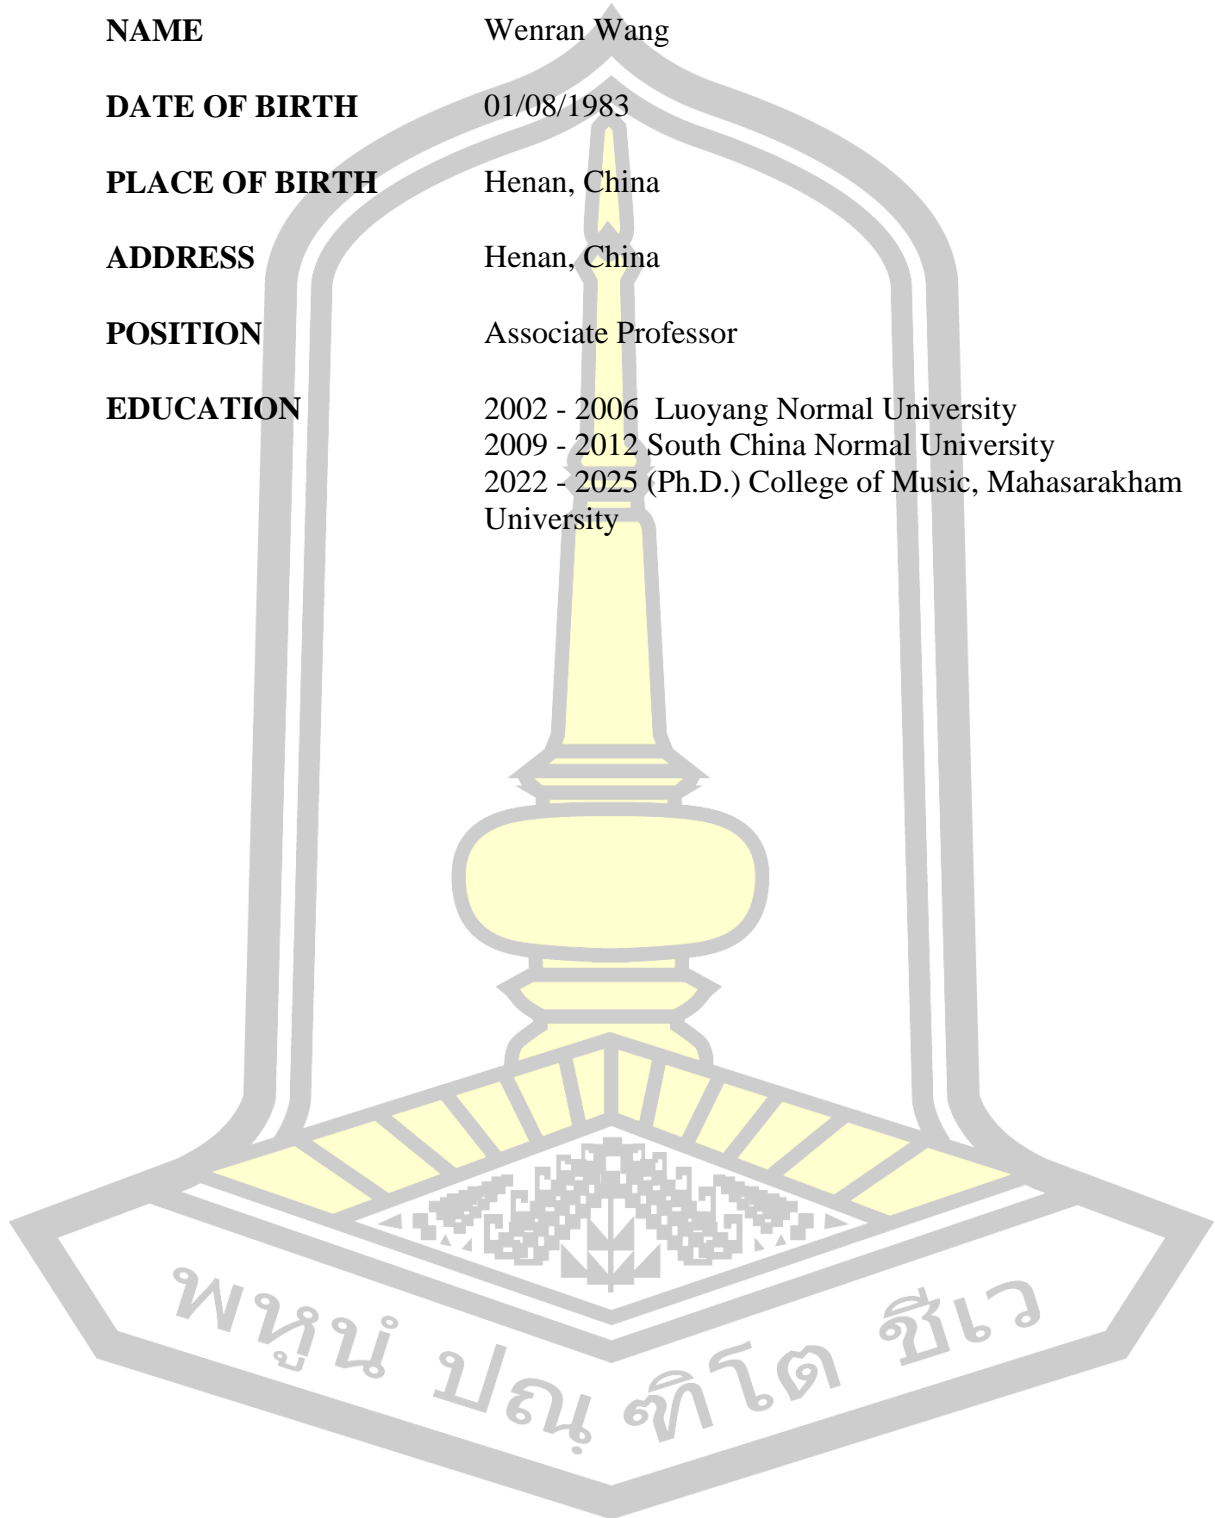 NAME Wenran Wang
DATE OF BIRTH 01/08/1983
PLACE OF BIRTH Henan, China
ADDRESS Henan, China
POSITION Associate Professor
EDUCATION 2002 - 2006 Luoyang Normal University
2009 - 2012 South China Normal University
2022 - 2025 (Ph.D.) College of Music, Mahasarakham
University
พหูนํ ปณฺฑิโต ชีเว